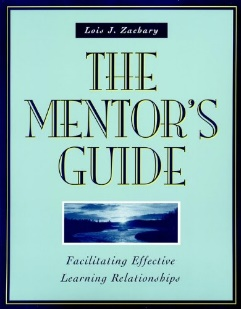 Lois J. Zachary
THE
MENTOR'S
GUIDE
Facilitating Effective
Learning Relationships